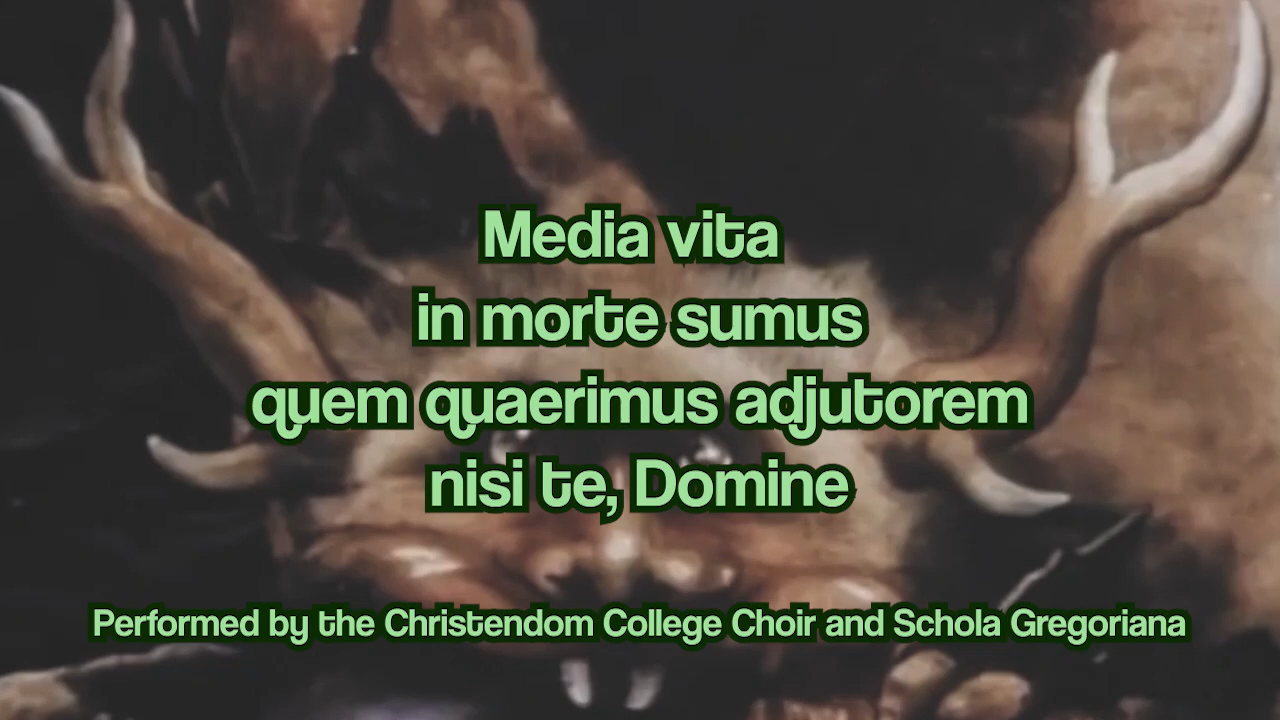 Media vita
in morte sumus
quem quaerimus adjutorem
nisi te, Domine
Performed by the Christendom College Choir and Schola Gregoriana